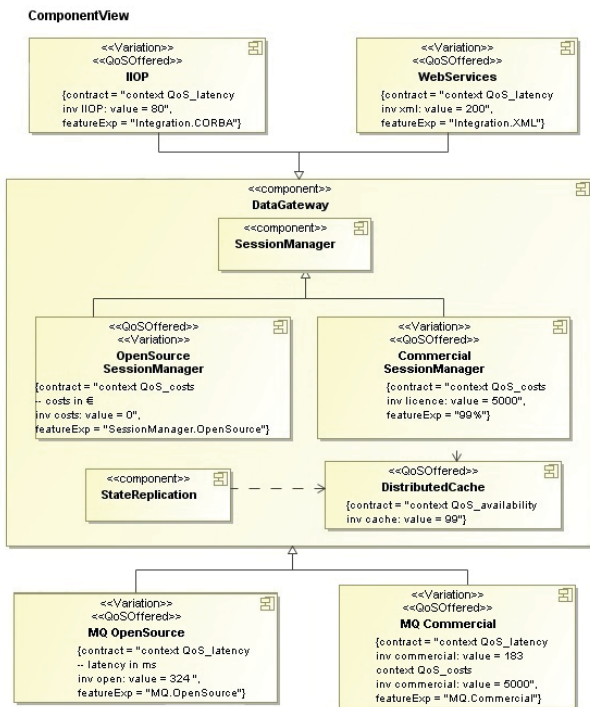 ComponentView
<<Variation>>
<<QoSOffered>>
IIOP
{contract = "context QoS_latency
inv IIOP: value = 80",
featureExp = "Integration.CORBA"}
<<Variation>>
<<QoSOffered>>
WebServices
{contract = "context QoS_latency
inv xml: value = 200",
featureExp = "Integration.XML"}
<<component>>
DataGateway
<<component>>
SessionManager
<<QoSOffered>>
<<Variation>>
OpenSource
SessionManager
{contract = "context QoS_costs
-- costs in €
inv costs: value = 0",
featureExp = "SessionManager.OpenSource"}
<<Variation>>
<<QoSOffered>>
Commercial
SessionManager
{contract = "context QoS_costs
inv licence: value = 5000",
featureExp = "99%"}
<<component>>
StateReplication
<<QoSOffered>>
DistributedCache
{contract = "context QoS_availability
inv cache: value = 99"}
<<Variation>>
<<QoSOffered>>
MQ OpenSource
{contract = "context QoS_latency
-- latency in ms
inv open: value = 324",
featureExp = "MQ.OpenSource"}
<<Variation>>
<<QoSOffered>>
MQ Commercial
{contract = "context QoS_latency
inv commercial: value = 183
context QoS_costs
inv commercial: value = 5000",
featureExp = "MQ.Commercial"}